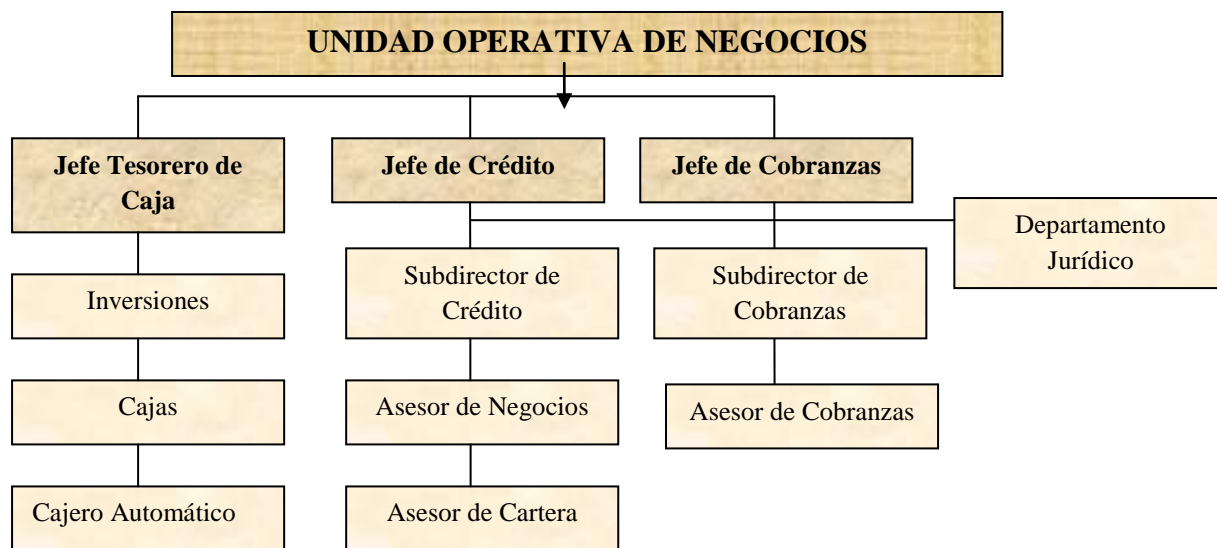 UNIDAD OPERATIVA DE NEGOCIOS
Jefe Tesorero de
Caja
Jefe de Crédito
Jefe de Cobranzas
Departamento
Jurídico
Inversiones
Subdirector de
Crédito
Subdirector de
Cobranzas
Cajas
Asesor de Negocios
Asesor de Cobranzas
Cajero Automático
Asesor de Cartera